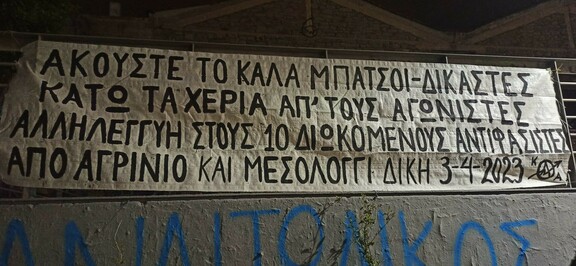 ΑΚΟΥΣΤΕ ΤΟ ΚΑΛΑ ΜΠΑΤΣΟΙ-ΔΙΚΑΣΤΕΣ
ΚΑΤΩ ΤΑ ΧΕΡΙΑ ΑΠ' ΤΟΥΣ ΑΓΩΝΙΣΤΕΣ
ΑΛΛΗΛΕΓΓΥΗ ΣΤΟΥΣ 10 ΔΙΩΚΟΜΕΝΟΥΣ ΑΝΤΙΦΑΣΙΣΤΕΣ
ΑΠΟ ΑΓΡΙΝΙΟ ΚΑΙ ΜΕΣΟΛΟΓΓΙ ΔΙΚΗ 3-4-2023